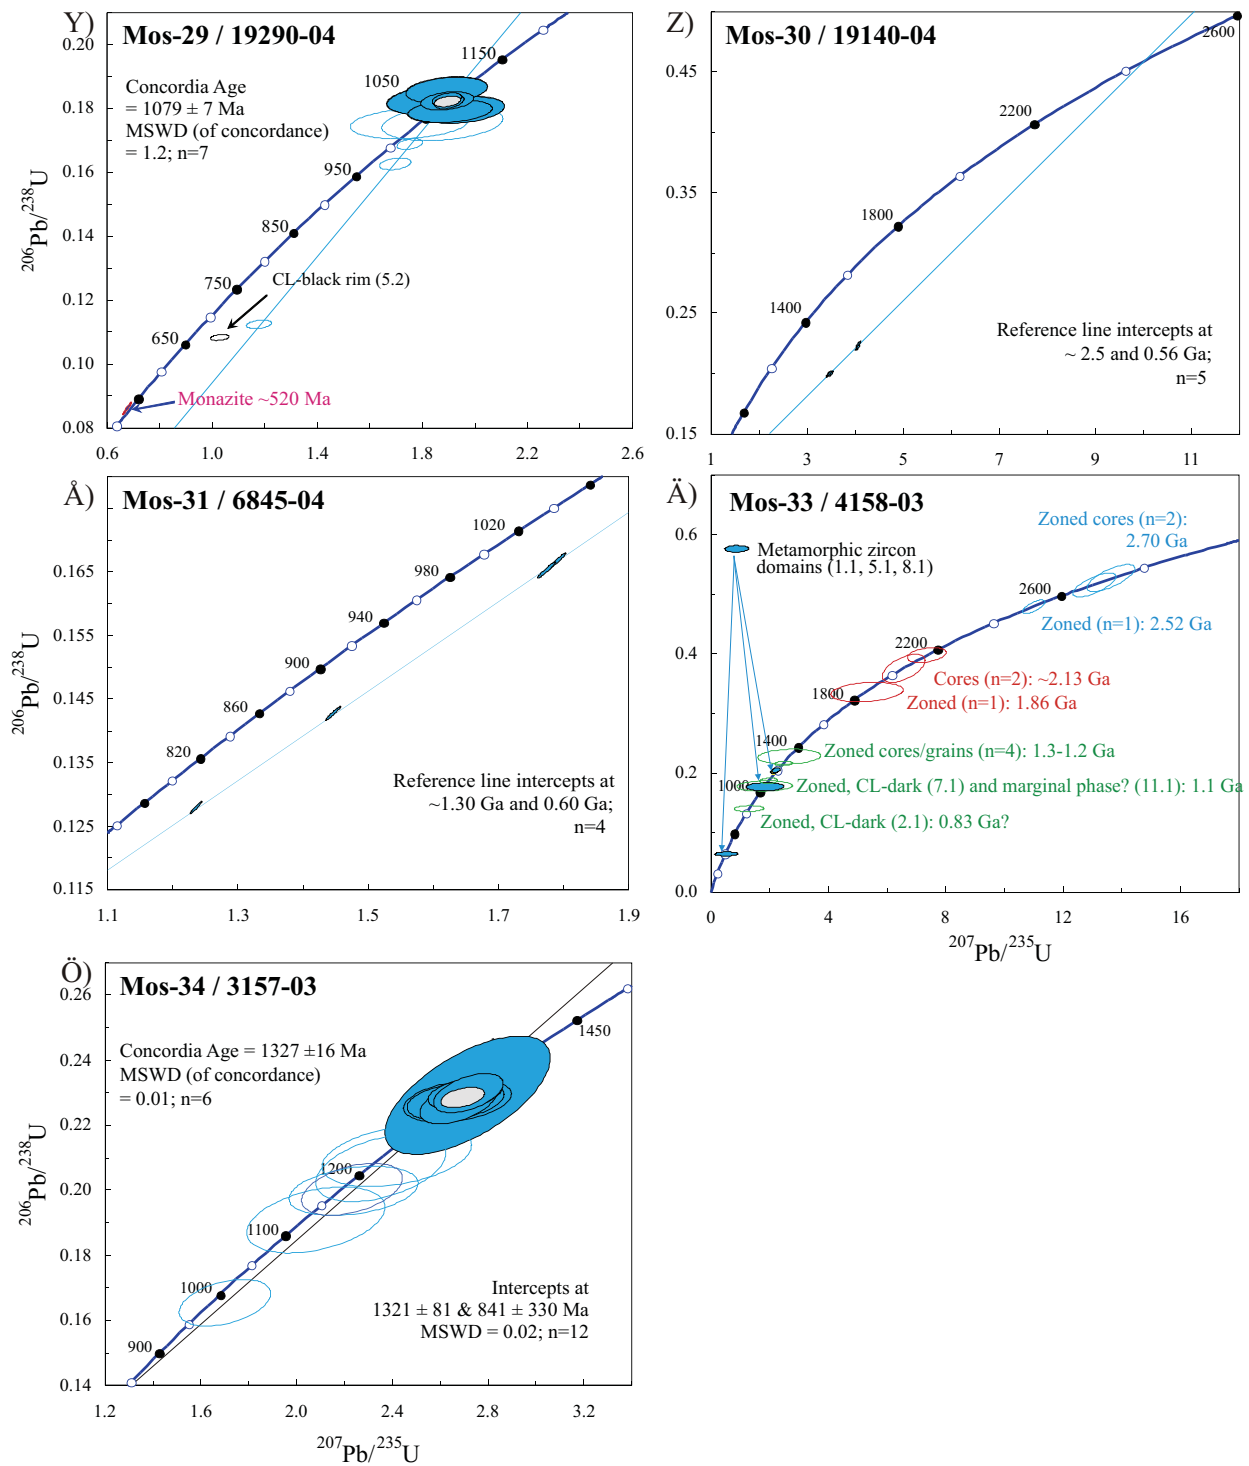 Y)
Mos-29 / 19290-04
Concordia Age
= 1079 ± 7 Ma
MSWD (of concordance)
= 1.2; n=7
1150
1050
950
850
750
650
CL-black rim (5.2)
Monazite ~520 Ma
0.20
0.18
0.16
0.14
0.12
0.10
0.08
0.6
1.0
1.4
1.8
2.2
2.6
206Pb/238U
Z)
Mos-30 / 19140-04
2600
2200
1800
1400
Reference line intercepts at
~ 2.5 and 0.56 Ga;
n=5
0.45
0.35
0.25
0.15
1
3
5
7
9
11
Å)
Mos-31 / 6845-04
1020
980
940
900
860
820
Reference line intercepts at
~1.30 Ga and 0.60 Ga;
n=4
0.165
0.155
0.145
0.135
0.125
0.115
1.1
1.3
1.5
1.7
1.9
206Pb/238U
Ä)
Mos-33 / 4158-03
Zoned cores (n=2):
2.70 Ga
Metamorphic zircon
domains (1.1, 5.1, 8.1)
2600
Zoned (n=1): 2.52 Ga
2200
Cores (n=2): ~2.13 Ga
1800
Zoned (n=1): 1.86 Ga
1400
Zoned cores/grains (n=4): 1.3-1.2 Ga
1000
Zoned, CL-dark (7.1) and marginal phase? (11.1): 1.1 Ga
Zoned, CL-dark (2.1): 0.83 Ga?
0.6
0.4
0.2
0.0
0
4
8
12
16
207Pb/235U
Ö)
Mos-34 / 3157-03
Concordia Age = 1327 ±16 Ma
MSWD (of concordance)
= 0.01; n=6
1450
1200
1100
1000
900
Intercepts at
1321 ± 81 & 841 ± 330 Ma
MSWD = 0.02; n=12
0.26
0.24
0.22
0.20
0.18
0.16
0.14
1.2
1.6
2.0
2.4
2.8
3.2
206Pb/238U
207Pb/235U